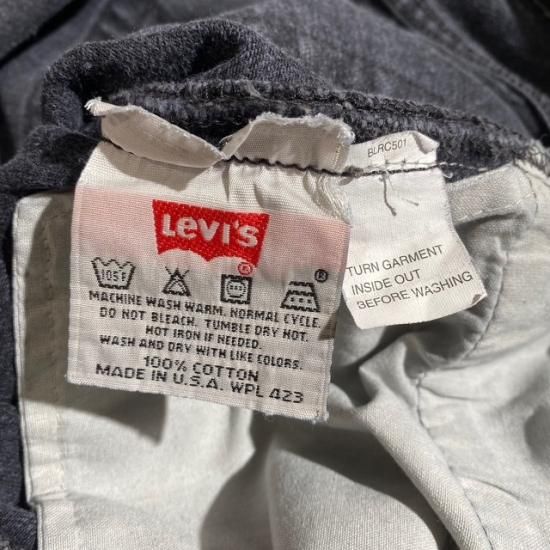 BLRC501
LEVI'S
®
105F
MACHINE WASH WARM. NORMAL CYCLE.
DO NOT BLEACH. TUMBLE DRY HOT.
HOT IRON IF NEEDED.
WASH AND DRY WITH LIKE COLORS.
100% COTTON
MADE IN U.S.A. WPL 423
TURN GARMENT
INSIDE OUT
BEFORE WASHING